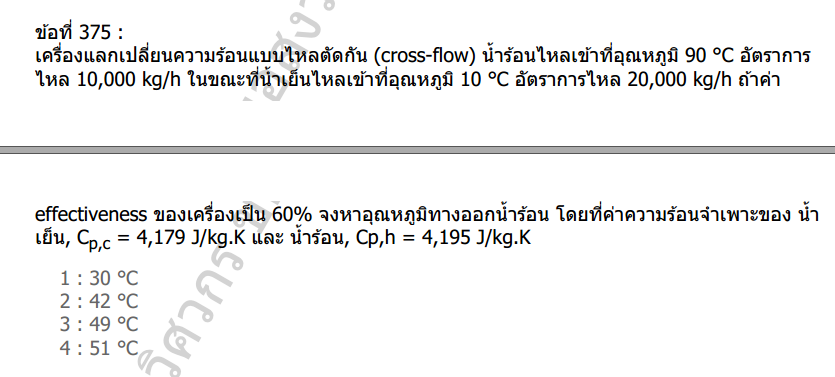 ข้อที่ 375 :
เครื่องแลกเปลี่ยนความร้อนแบบไหลตัดกัน (cross-flow) น้ำร้อนไหลเข้าที่อุณหภูมิ 90 °C อัตราการ
ไหล 10,000 kg/h ในขณะที่น้ำเย็นไหลเข้าที่อุณหภูมิ 10 °C อัตราการไหล 20,000 kg/h ถ้าค่า
effectiveness ของเครื่องเป็น 60% จงหาอุณหภูมิทางออกน้ำร้อน โดยที่ค่าความร้อนจำเพาะของ น้ำ
เย็น, Cp,c = 4,179 J/kg.K และ น้ำร้อน, Cp,h = 4,195 J/kg.K
1 : 30 °C
2 : 42 °C
3 : 49 °C
4 : 51 °C